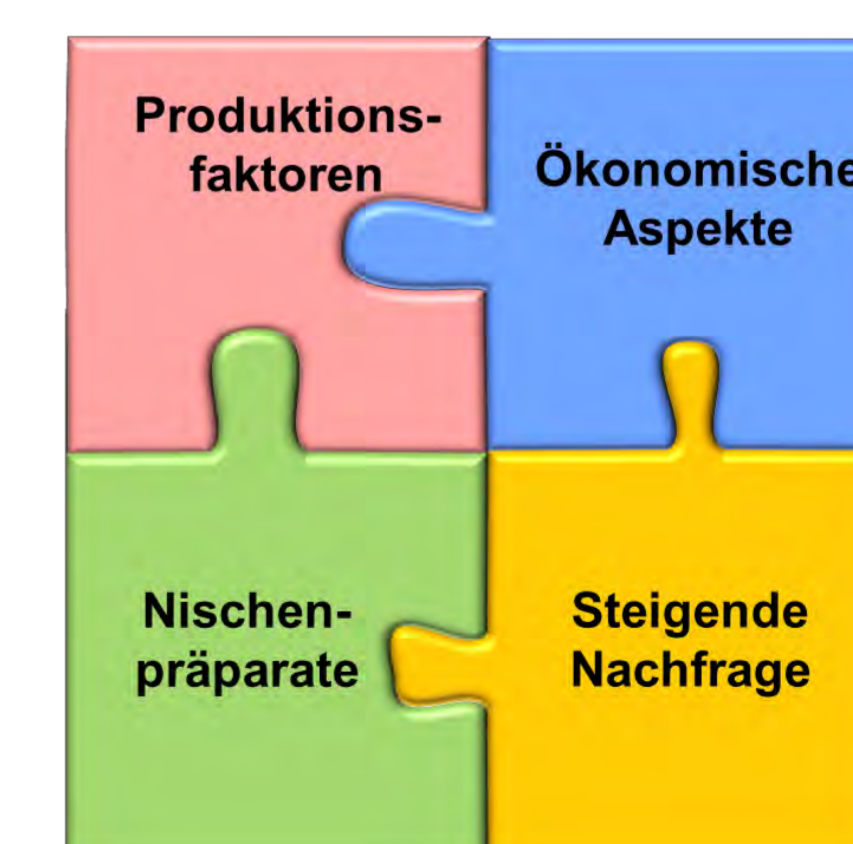 Produktions-
faktoren
Ökonomische
Aspekte
Nischen-
präparate
Steigende
Nachfrage